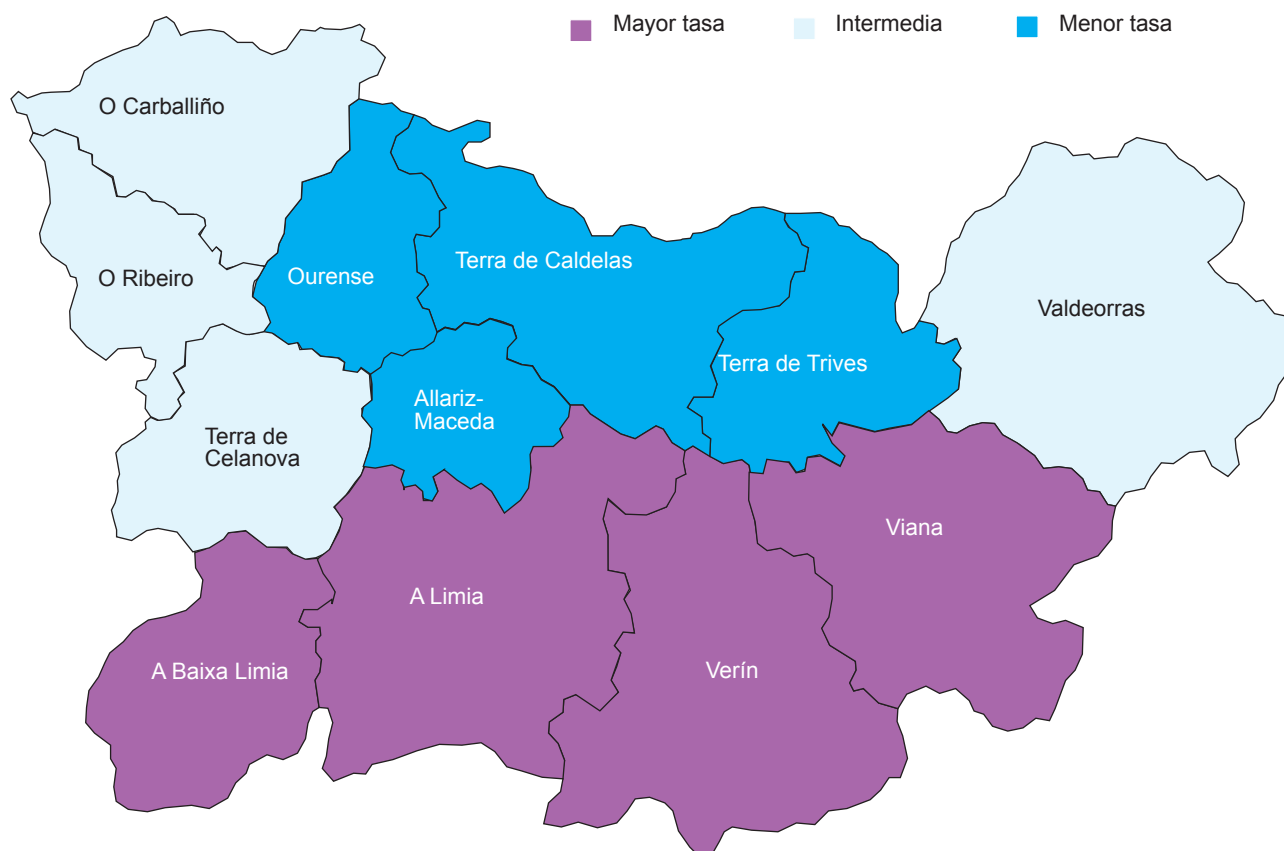 Mayor tasa
Intermedia
Menor tasa
O Carballiño
O Ribeiro
Ourense
Terra de Caldelas
Valdeorras
Terra de Trives
Allariz-
Maceda
Terra de
Celanova
Viana
A Limia
A Baixa Limia
Verín